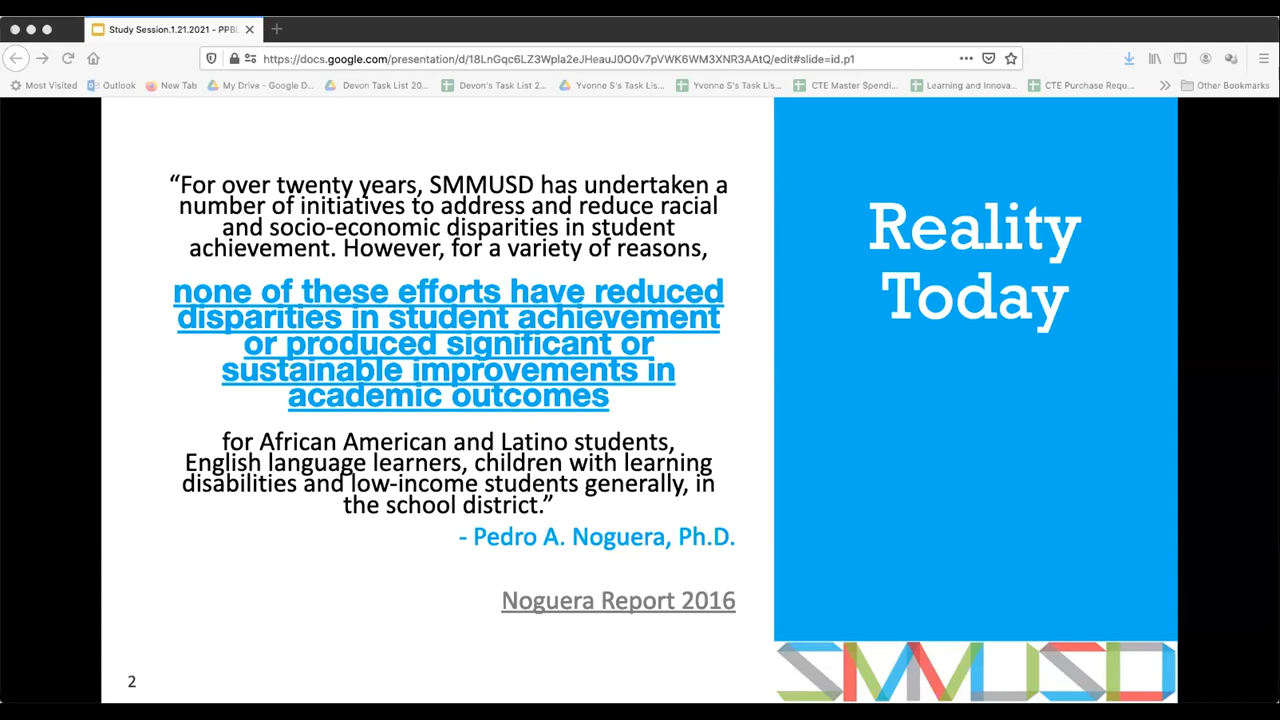 Study Session.1.21.2021 - PPBL
https://docs.google.com/presentation/d/18LnGqc6LZ3Wpla2eJHeauJ0O0v7pVWK6WM3XNR3AAtQ/edit#slide=id.p1
Most Visited Outlook New Tab My Drive - Google D... Devon Task List 20... Devon's Task List 2... Yvonne S's Task Lis... Yvonne S's Task Lis... CTE Master Spendi... Learning and Innova... CTE Purchase Requ... Other Bookmarks
“For over twenty years, SMMUSD has undertaken a
number of initiatives to address and reduce racial
and socio-economic disparities in student
achievement. However, for a variety of reasons,
none of these efforts have reduced
disparities in student achievement
or produced significant or
sustainable improvements in
academic outcomes
for African American and Latino students,
English language learners, children with learning
disabilities and low-income students generally, in
the school district.”
- Pedro A. Noguera, Ph.D.
Noguera Report 2016
2
Reality
Today
SMMUSD